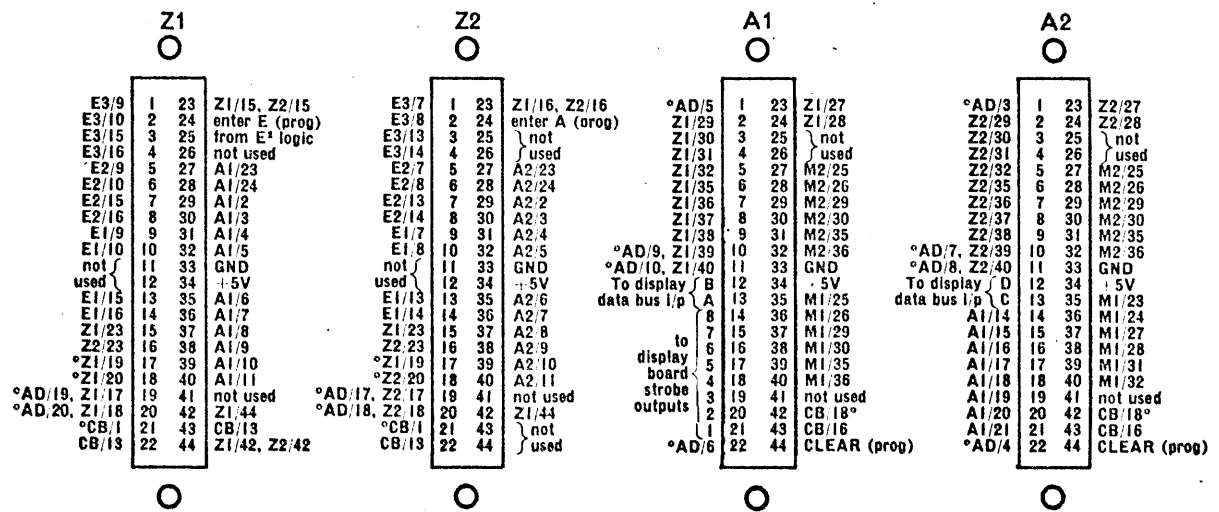 Z1
E3/9 1 23 Z1/15, Z2/15
E3/10 2 24 enter E (prog)
E3/15 3 25 from E² logic
E3/16 4 26 not used
E2/9 5 27 A1/23
E2/10 6 28 A1/24
E2/15 7 29 A1/2
E2/16 8 30 A1/3
E1/9 9 31 A1/4
E1/10 10 32 A1/5
not 11 33 GND
used 12 34 +5V
E1/15 13 35 A1/6
E1/16 14 36 A1/7
Z1/23 15 37 A1/8
Z2/23 16 38 A1/9
°Z1/19 17 39 A1/10
°Z1/20 18 40 A1/11
°AD/19, Z1/17 19 41 not used
°AD/20, Z1/18 20 42 Z1/44
°CB/1 21 43 CB/13
CB/13 22 44 Z1/42, Z2/42
Z2
E3/7 1 23 Z1/16, Z2/16
E3/8 2 24 enter A (prog)
E3/13 3 25 not
E3/14 4 26 used
E2/7 5 27 A2/23
E2/8 6 28 A2/24
E2/13 7 29 A2/2
E2/14 8 30 A2/3
E1/7 9 31 A2/4
E1/8 10 32 A2/5
not 11 33 GND
used 12 34 +5V
E1/13 13 35 A2/6
E1/14 14 36 A2/7
Z1/23 15 37 A2/8
Z2/23 16 38 A2/9
°Z1/19 17 39 A2/10
°Z2/20 18 40 A2/11
°AD/17, Z2/17 19 41 not used
°AD/18, Z2/18 20 42 Z1/44
°CB/1 21 43 not
CB/13 22 44 used
A1
°AD/5 1 23 Z1/27
Z1/29 2 24 Z1/28
Z1/30 3 25 not
Z1/31 4 26 used
Z1/32 5 27 M2/25
Z1/35 6 28 M2/26
Z1/36 7 29 M2/29
Z1/37 8 30 M2/30
Z1/38 9 31 M2/35
°AD/9, Z1/39 10 32 M2/36
°AD/10, Z1/40 11 33 GND
To display B 12 34 +5V
data bus i/p A 13 35 M1/25
8 14 36 M1/26
7 15 37 M1/29
to 6 16 38 M1/30
display 5 17 39 M1/35
board 4 18 40 M1/36
strobe 3 19 41 not used
outputs 2 20 42 CB/18°
1 21 43 CB/16
°AD/6 22 44 CLEAR (prog)
A2
°AD/3 1 23 Z2/27
Z2/29 2 24 Z2/28
Z2/30 3 25 not
Z2/31 4 26 used
Z2/32 5 27 M2/25
Z2/35 6 28 M2/26
Z2/36 7 29 M2/29
Z2/37 8 30 M2/30
Z2/38 9 31 M2/35
°AD/7, Z2/39 10 32 M2/36
°AD/8, Z2/40 11 33 GND
To display D 12 34 +5V
data bus i/p C 13 35 M1/23
A1/14 14 36 M1/24
A1/15 15 37 M1/27
A1/16 16 38 M1/28
A1/17 17 39 M1/31
A1/18 18 40 M1/32
A1/19 19 41 not used
A1/20 20 42 CB/18°
A1/21 21 43 CB/16
°AD/4 22 44 CLEAR (prog)